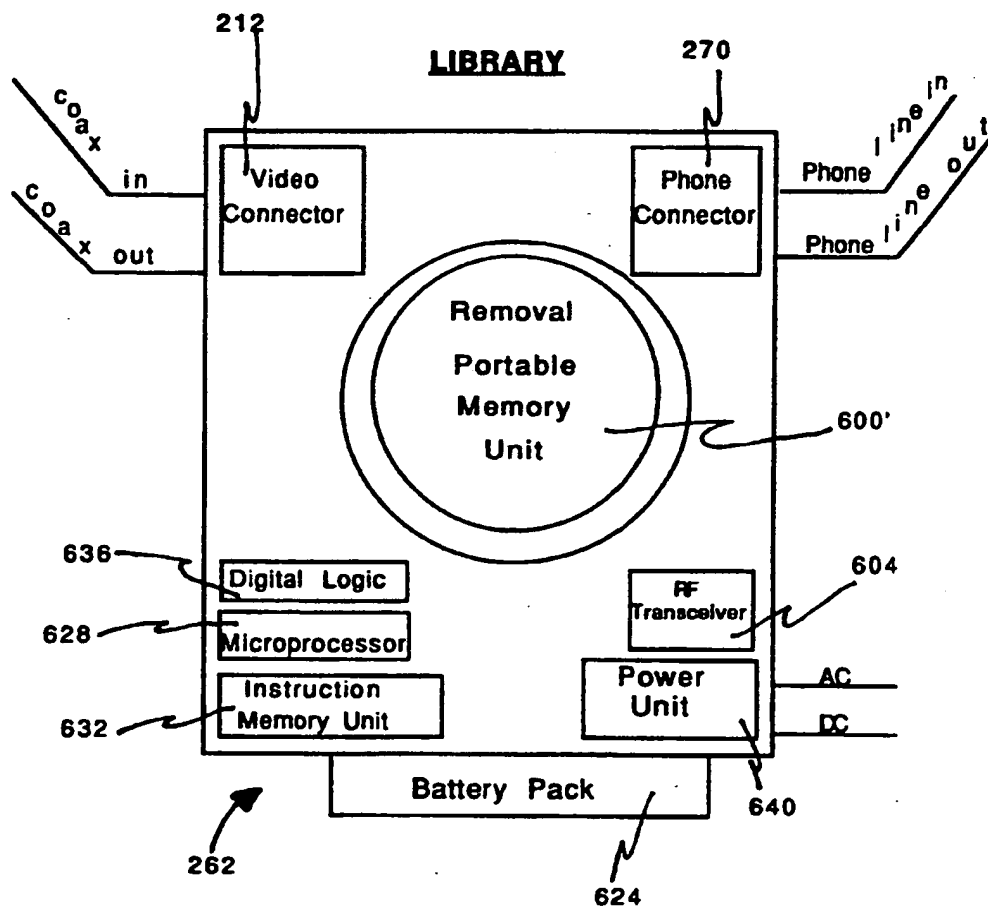 212
LIBRARY
270
coax in
coax out
Video
Connector
Phone
Connector
Phone line in
Phone line out
Removal
Portable
Memory
Unit
600'
636
Digital Logic
628
Microprocessor
632
Instruction
Memory Unit
RF
Transceiver
604
Power
Unit
AC
DC
640
Battery Pack
262
624